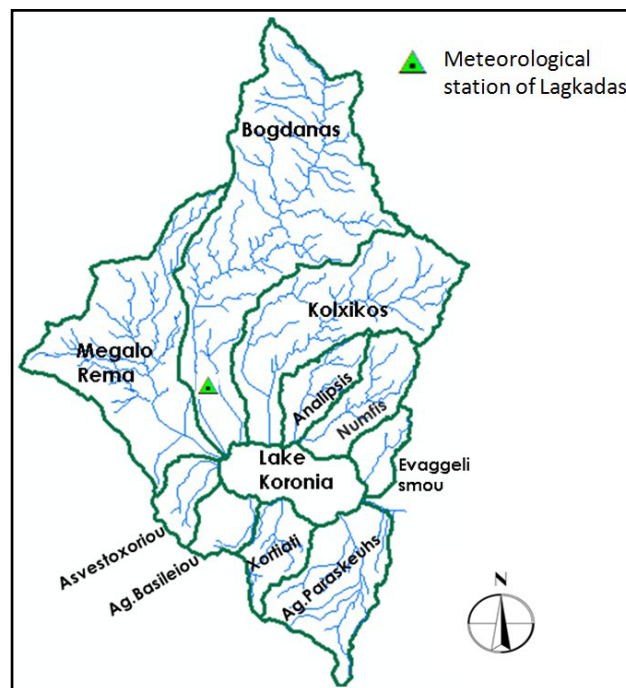 Meteorological
station of Lagkadas
Bogdanas
Kolxikos
Megalo
Rema
Analipsis
Numfis
Lake
Koronia
Evaggeli
smou
Asvestoxoriou
Ag.Basileiou
Xortiati
Ag.Paraskeuhs
N